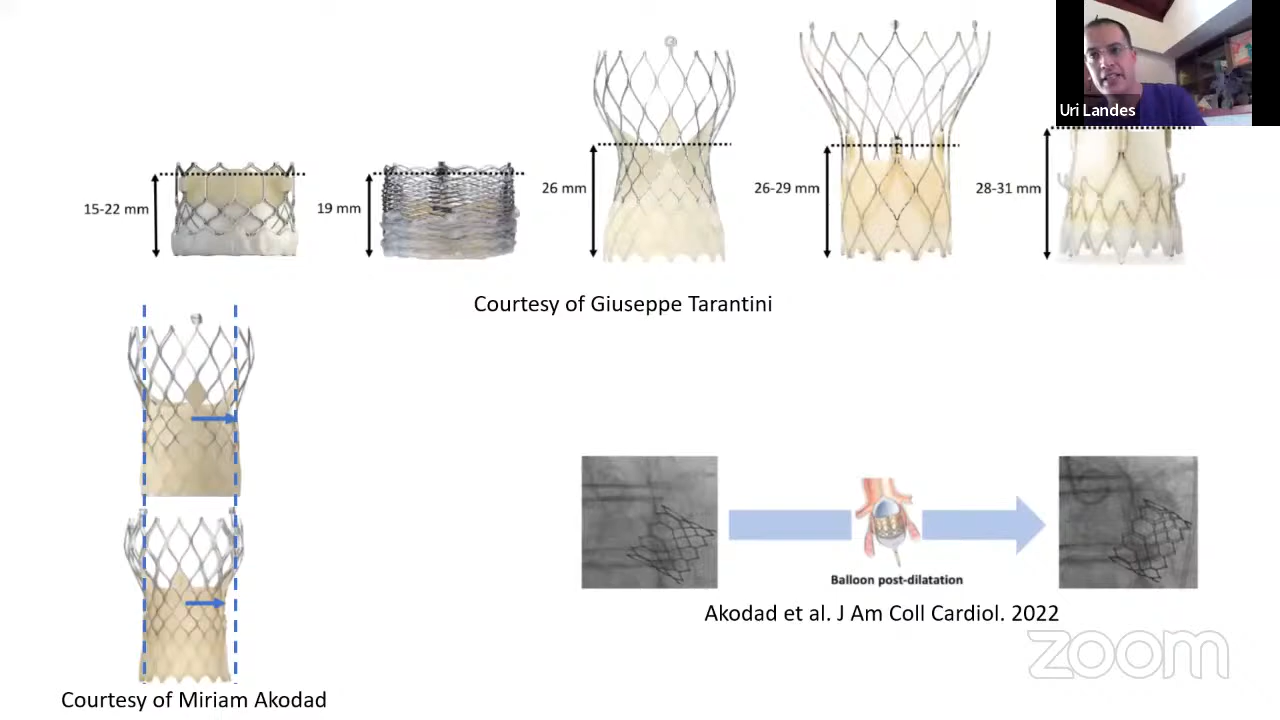 Uri Landes
15-22 mm
19 mm
26 mm
26-29 mm
28-31 mm
Courtesy of Giuseppe Tarantini
Balloon post-dilatation
Akodad et al. J Am Coll Cardiol. 2022
Courtesy of Miriam Akodad
zoom